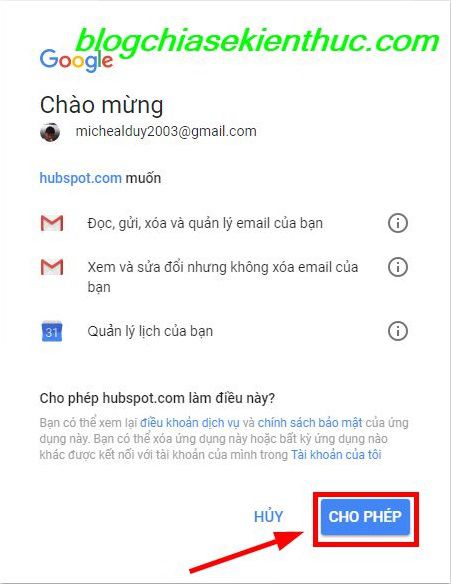 blogchiasekienthuc.com
Google
Chào mừng
michealduy2003@gmail.com
hubspot.com muốn
Đọc, gửi, xóa và quản lý email của bạn
Xem và sửa đổi nhưng không xóa email của
bạn
31
Quản lý lịch của bạn
Cho phép hubspot.com làm điều này?
Bạn có thể xem lại điều khoản dịch vụ và chính sách bảo mật của ứng
dụng này. Bạn có thể xóa ứng dụng này hoặc bất kỳ ứng dụng nào
khác được kết nối với tài khoản của mình trong Tài khoản của tôi
HỦY
CHO PHÉP